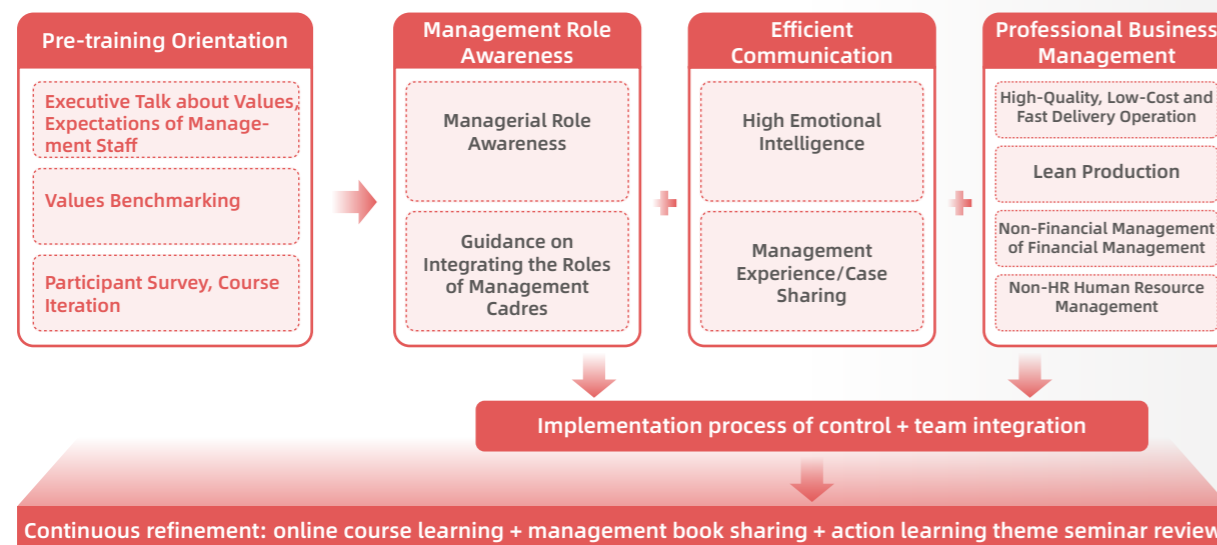 Pre-training Orientation
Executive Talk about Values,
Expectations of Manage-
ment Staff
Values Benchmarking
Participant Survey, Course
Iteration
Management Role
Awareness
Managerial Role
Awareness
Guidance on
Integrating the Roles
of Management
Cadres
Efficient
Communication
High Emotional
Intelligence
Management
Experience/Case
Sharing
Professional Business
Management
High-Quality, Low-Cost and
Fast Delivery Operation
Lean Production
Non-Financial Management
of Financial Management
Non-HR Human Resource
Management
Implementation process of control + team integration
Continuous refinement: online course learning + management book sharing + action learning theme seminar review